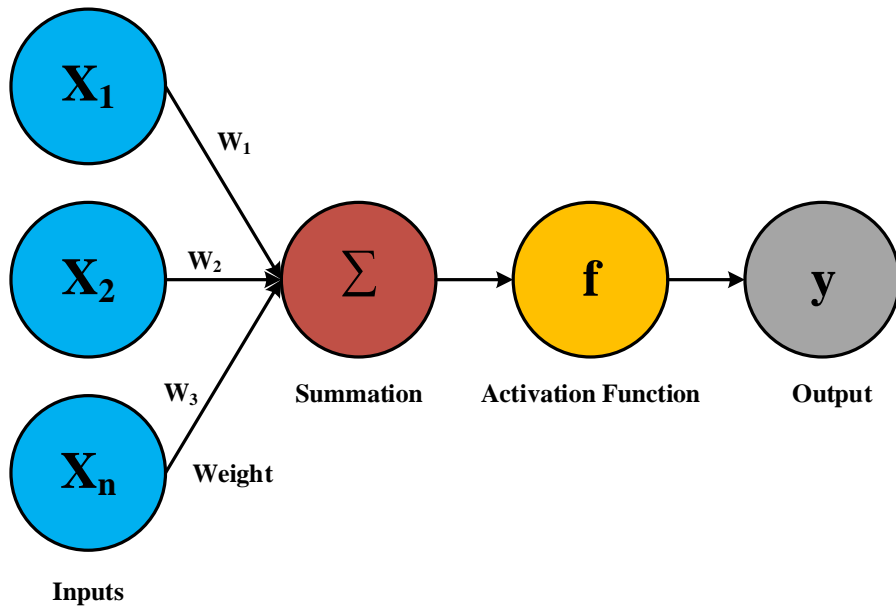 X₁
W₁
X₂
W₂
Σ
f
y
Summation
Activation Function
Output
W₃
Xₙ
Weight
Inputs